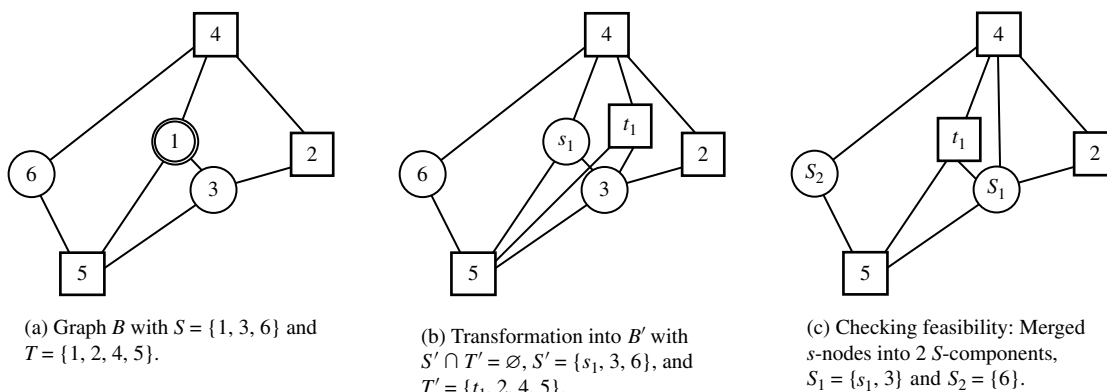 4
1
2
6
3
5
(a) Graph B with S = {1, 3, 6} and
T = {1, 2, 4, 5}.
4
t₁
s₁
2
6
3
5
(b) Transformation into B′ with
S′ ∩ T′ = ∅, S′ = {s₁, 3, 6}, and
T′ = {t₁, 2, 4, 5}.
4
t₁
2
S₂
S₁
5
(c) Checking feasibility: Merged
s-nodes into 2 S-components,
S₁ = {s₁, 3} and S₂ = {6}.